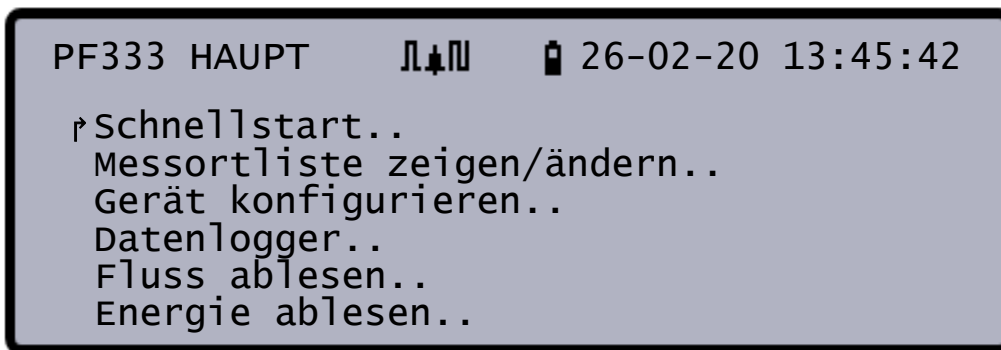 PF333 HAUPT 26-02-20 13:45:42
Schnellstart..
Messortliste zeigen/ändern..
Gerät konfigurieren..
Datenlogger..
Fluss ablesen..
Energie ablesen..